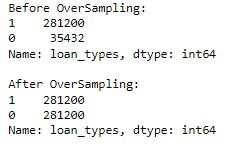 Before OverSampling:
1    281200
0     35432
Name: loan_types, dtype: int64
After OverSampling:
1    281200
0    281200
Name: loan_types, dtype: int64